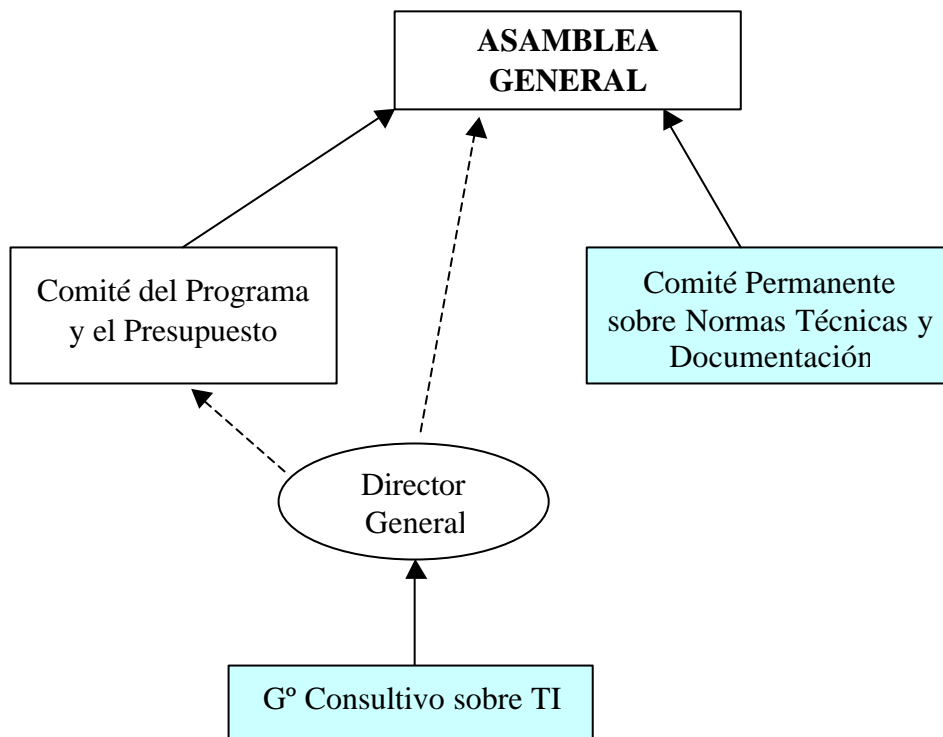 ASAMBLEA
GENERAL
Comité del Programa
y el Presupuesto
Comité Permanente
sobre Normas Técnicas y
Documentación
Director
General
Gº Consultivo sobre TI